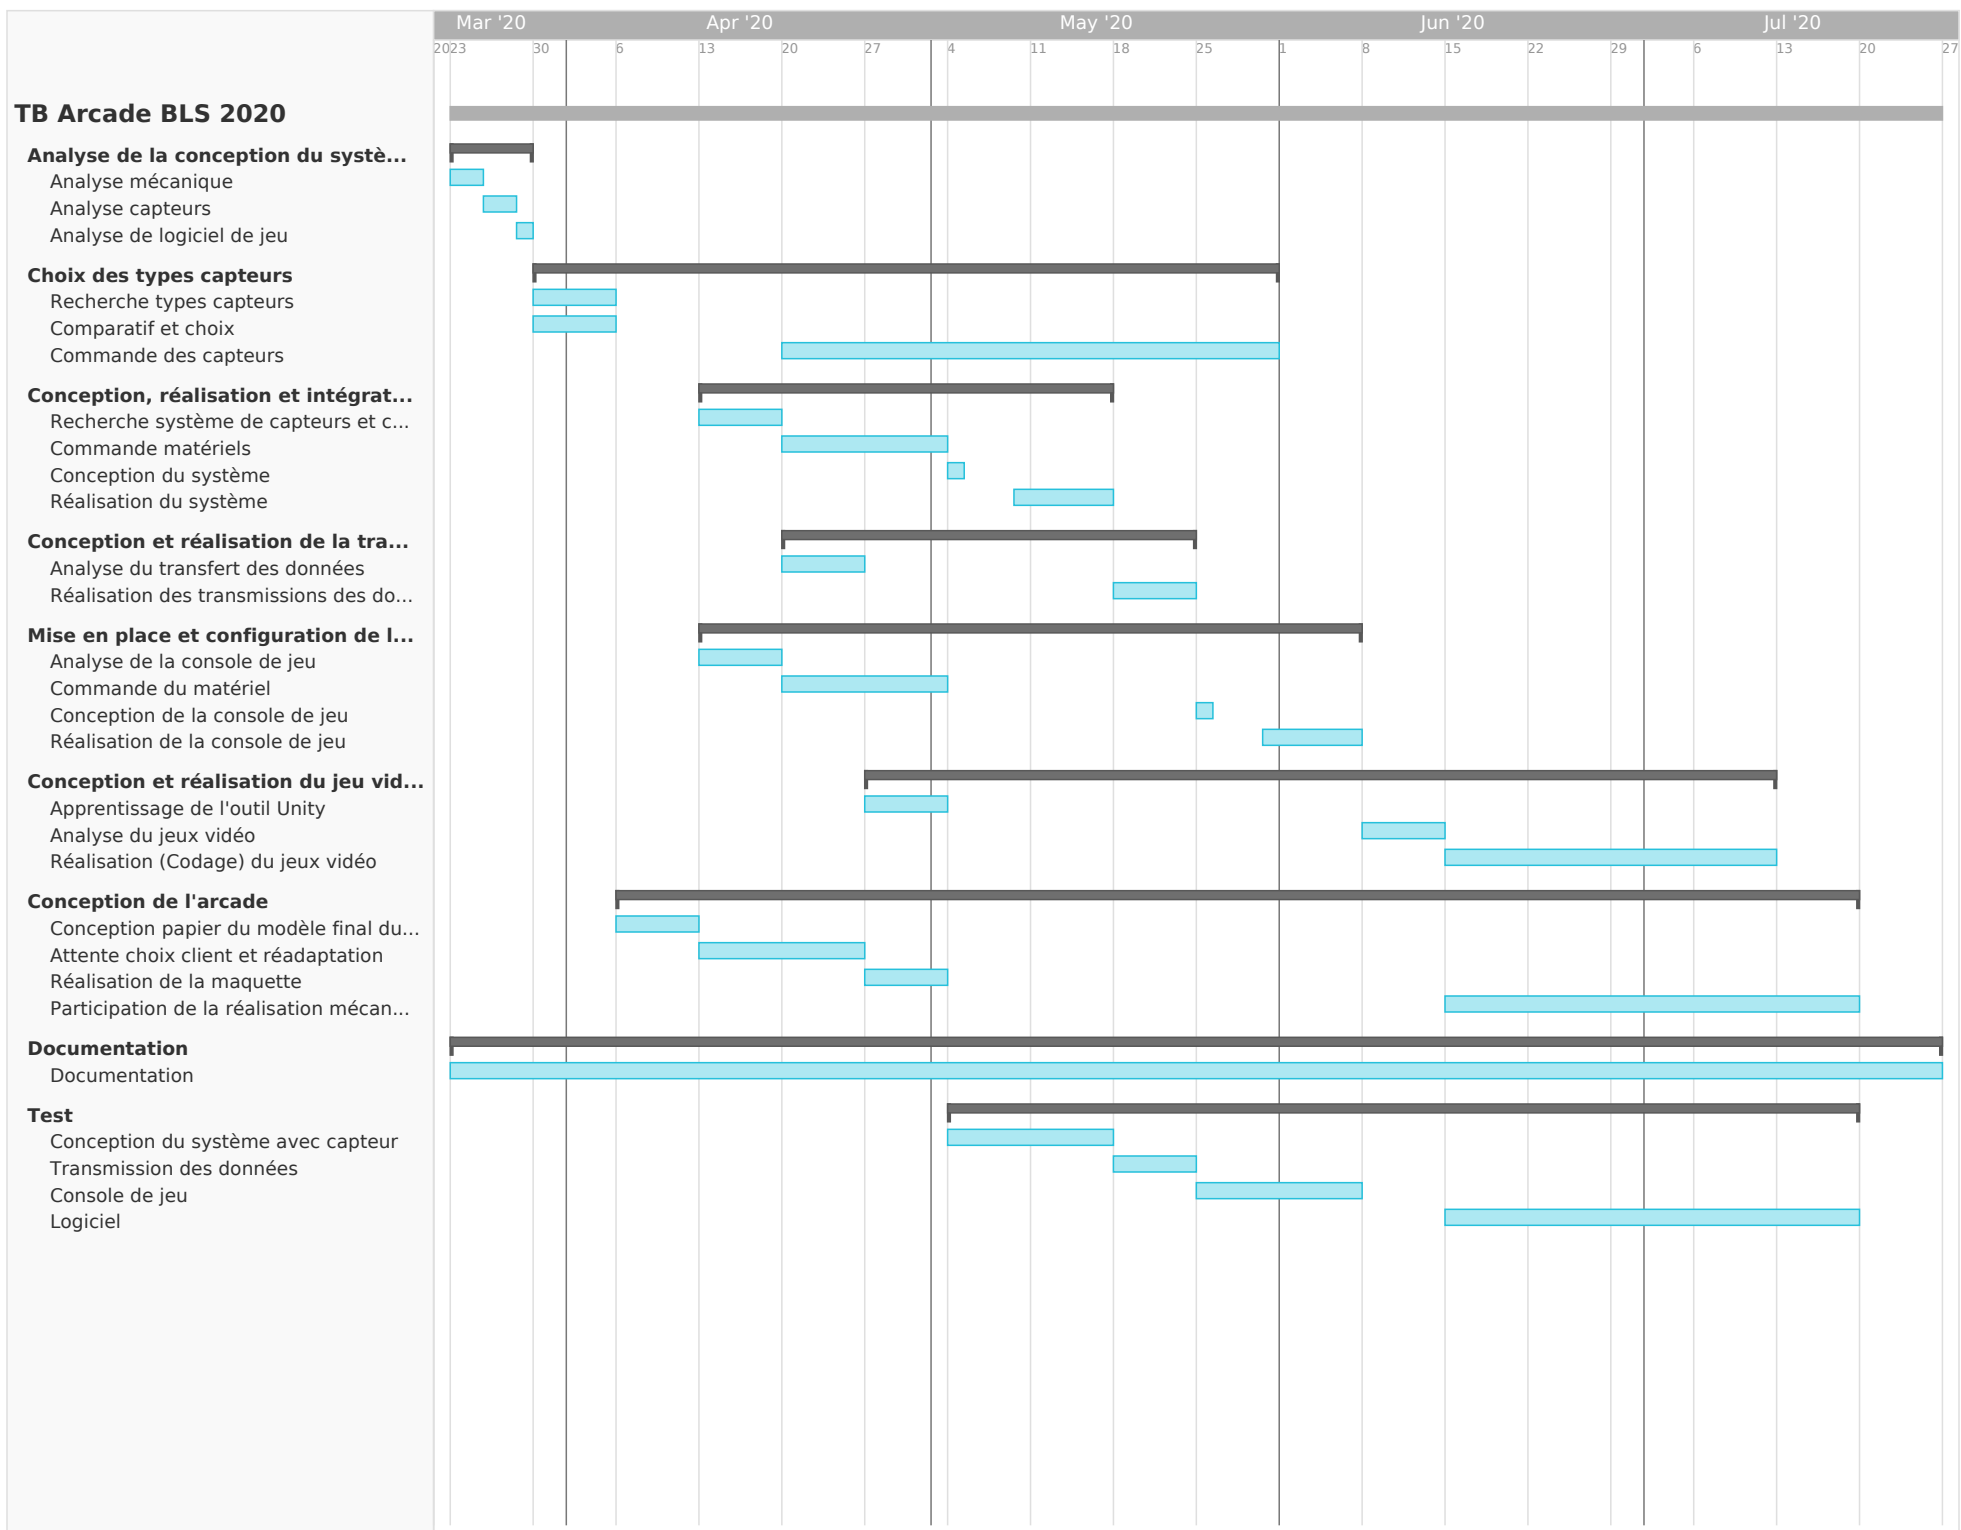 Mar '20 Apr '20 May '20 Jun '20 Jul '20
20 23 30 6 13 20 27 4 11 18 25 1 8 15 22 29 6 13 20 27
TB Arcade BLS 2020
Analyse de la conception du systè...
Analyse mécanique
Analyse capteurs
Analyse de logiciel de jeu
Choix des types capteurs
Recherche types capteurs
Comparatif et choix
Commande des capteurs
Conception, réalisation et intégrat...
Recherche système de capteurs et c...
Commande matériels
Conception du système
Réalisation du système
Conception et réalisation de la tra...
Analyse du transfert des données
Réalisation des transmissions des do...
Mise en place et configuration de l...
Analyse de la console de jeu
Commande du matériel
Conception de la console de jeu
Réalisation de la console de jeu
Conception et réalisation du jeu vid...
Apprentissage de l'outil Unity
Analyse du jeux vidéo
Réalisation (Codage) du jeux vidéo
Conception de l'arcade
Conception papier du modèle final du...
Attente choix client et réadaptation
Réalisation de la maquette
Participation de la réalisation mécan...
Documentation
Documentation
Test
Conception du système avec capteur
Transmission des données
Console de jeu
Logiciel